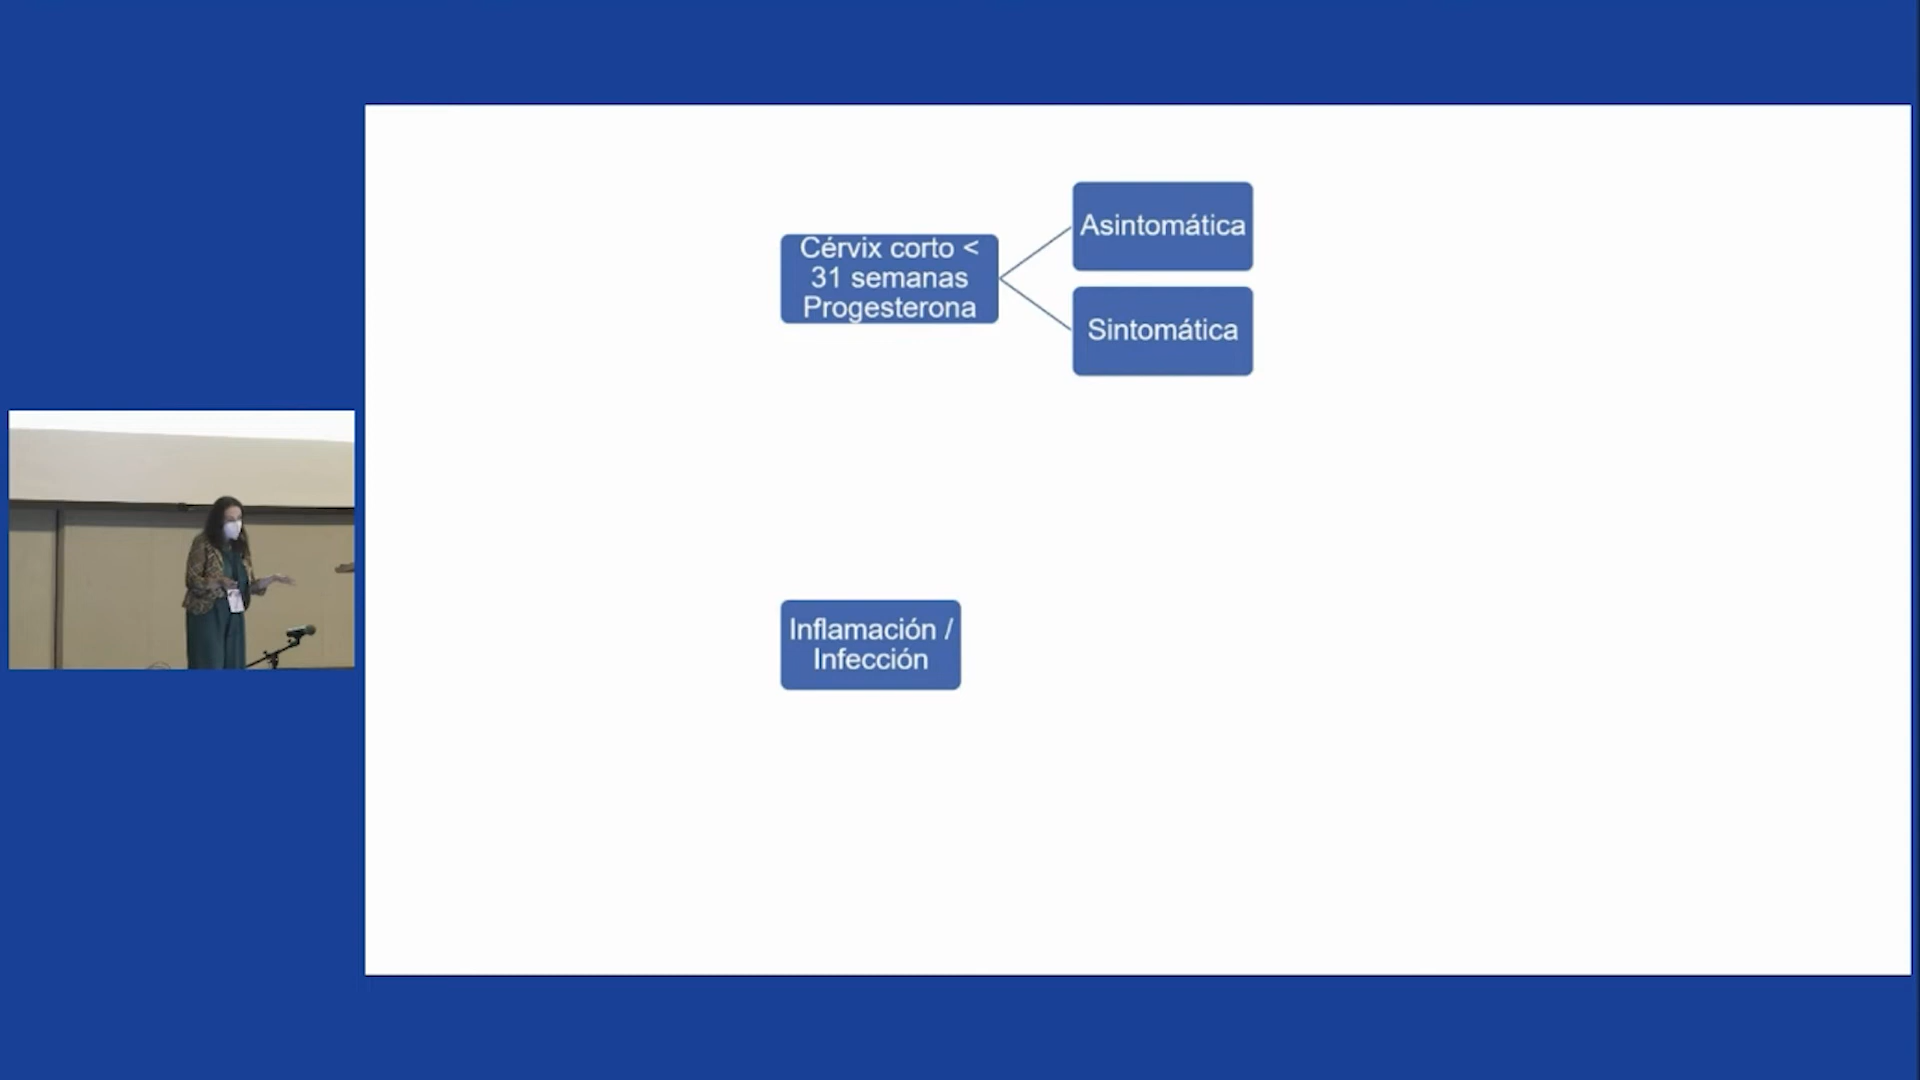 Cérvix corto <
31 semanas
Progesterona
Asintomática
Sintomática
Inflamación /
Infección